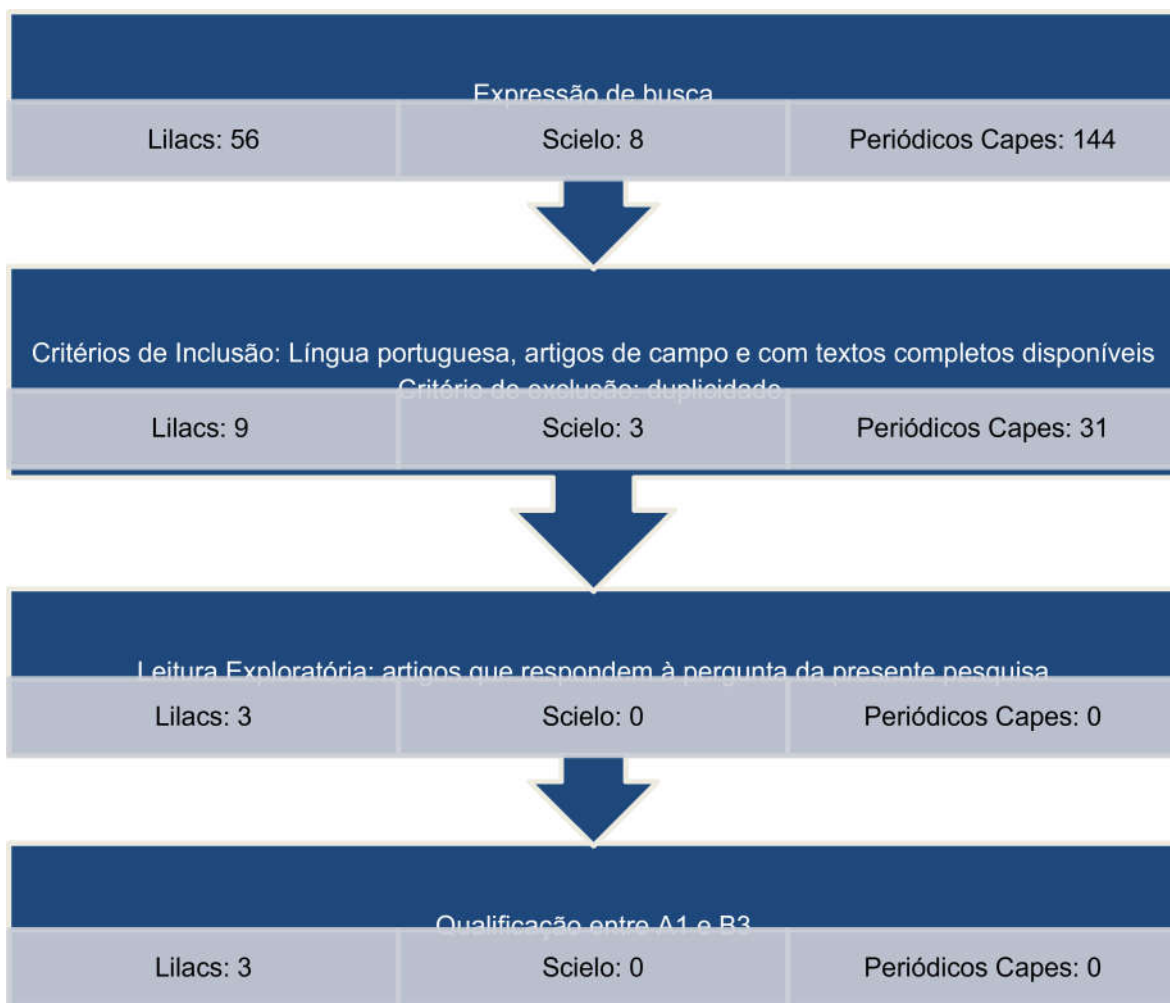 Expressão de busca
Lilacs: 56 Scielo: 8 Periódicos Capes: 144
Critérios de Inclusão: Língua portuguesa, artigos de campo e com textos completos disponíveis
Critério de exclusão: duplicidade
Lilacs: 9 Scielo: 3 Periódicos Capes: 31
Leitura Exploratória: artigos que respondem à pergunta da presente pesquisa
Lilacs: 3 Scielo: 0 Periódicos Capes: 0
Qualificação entre A1 e B3
Lilacs: 3 Scielo: 0 Periódicos Capes: 0